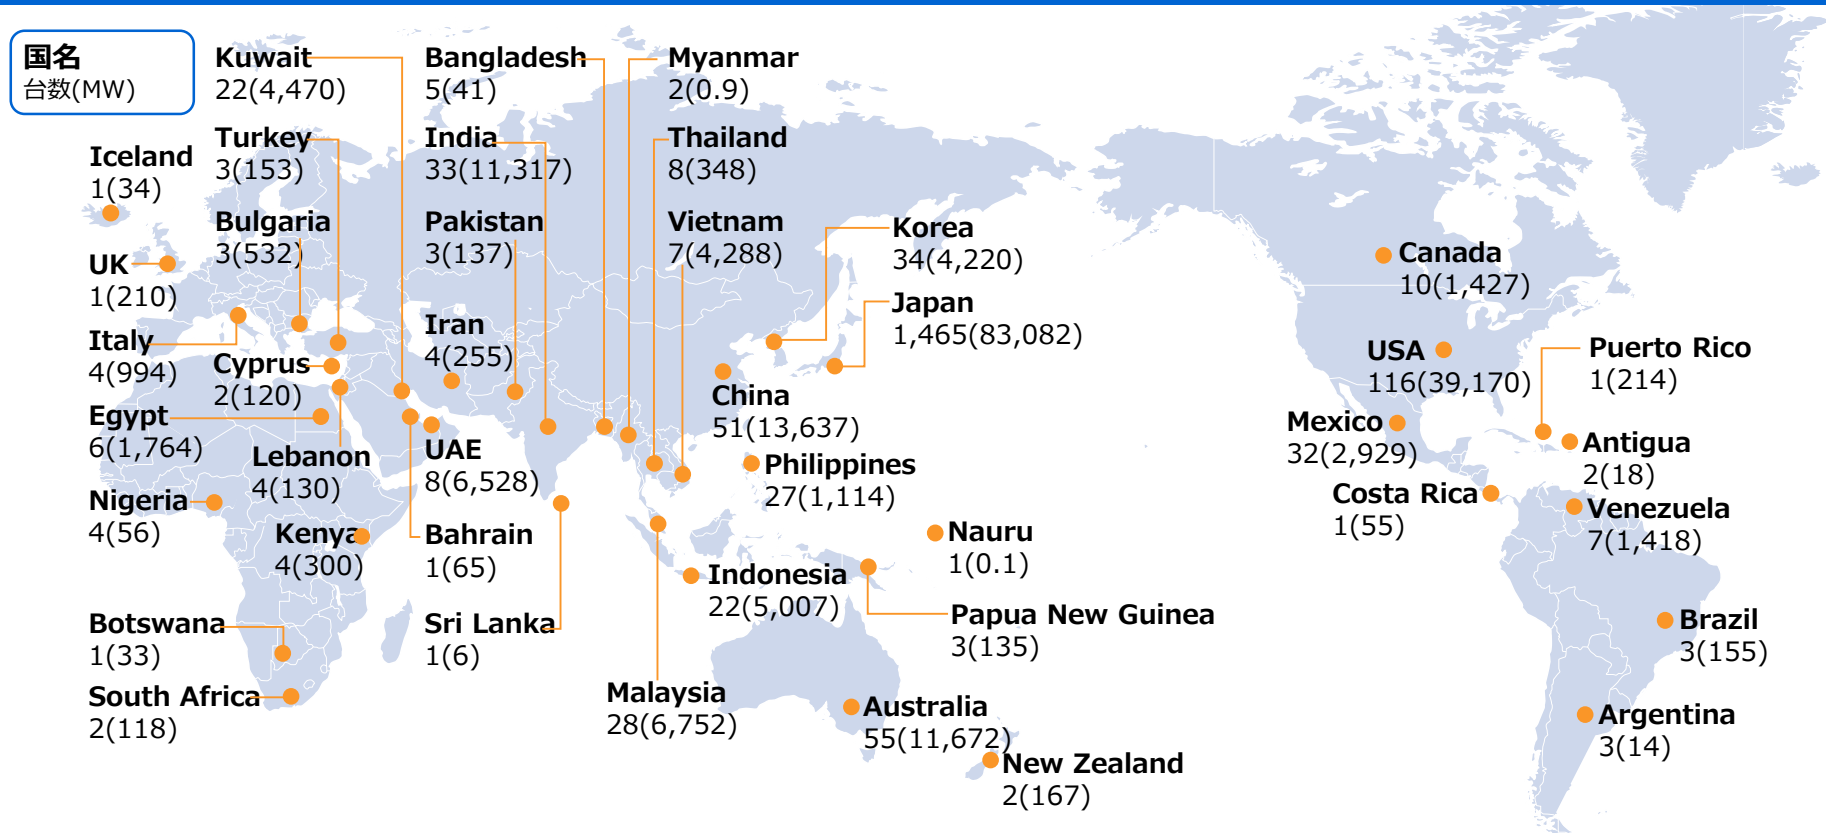 国名
台数(MW)
Kuwait
22(4,470)
Bangladesh
5(41)
Myanmar
2(0.9)
Turkey
3(153)
India
33(11,317)
Thailand
8(348)
Iceland
1(34)
Bulgaria
3(532)
Pakistan
3(137)
Vietnam
7(4,288)
Korea
34(4,220)
Canada
10(1,427)
UK
1(210)
Japan
1,465(83,082)
Italy
4(994)
Iran
4(255)
Cyprus
2(120)
USA
116(39,170)
Puerto Rico
1(214)
China
51(13,637)
Egypt
6(1,764)
Mexico
32(2,929)
Antigua
2(18)
Lebanon
4(130)
UAE
8(6,528)
Philippines
27(1,114)
Nigeria
4(56)
Costa Rica
1(55)
Venezuela
7(1,418)
Kenya
4(300)
Bahrain
1(65)
Nauru
1(0.1)
Indonesia
22(5,007)
Botswana
1(33)
Sri Lanka
1(6)
Papua New Guinea
3(135)
Brazil
3(155)
South Africa
2(118)
Malaysia
28(6,752)
Australia
55(11,672)
Argentina
3(14)
New Zealand
2(167)